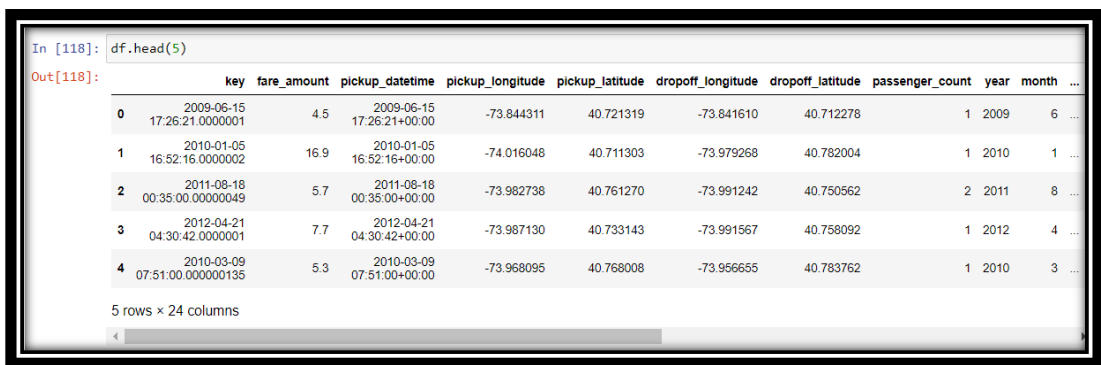 In [118]: df.head(5)
Out[118]:
key fare_amount pickup_datetime pickup_longitude pickup_latitude dropoff_longitude dropoff_latitude passenger_count year month ...
0 2009-06-15 17:26:21.0000001 4.5 2009-06-15 17:26:21+00:00 -73.844311 40.721319 -73.841610 40.712278 1 2009 6 ...
1 2010-01-05 16:52:16.0000002 16.9 2010-01-05 16:52:16+00:00 -74.016048 40.711303 -73.979268 40.782004 1 2010 1 ...
2 2011-08-18 00:35:00.00000049 5.7 2011-08-18 00:35:00+00:00 -73.982738 40.761270 -73.991242 40.750562 2 2011 8 ...
3 2012-04-21 04:30:42.0000001 7.7 2012-04-21 04:30:42+00:00 -73.987130 40.733143 -73.991567 40.758092 1 2012 4 ...
4 2010-03-09 07:51:00.000000135 5.3 2010-03-09 07:51:00+00:00 -73.968095 40.768008 -73.956655 40.783762 1 2010 3 ...
5 rows × 24 columns